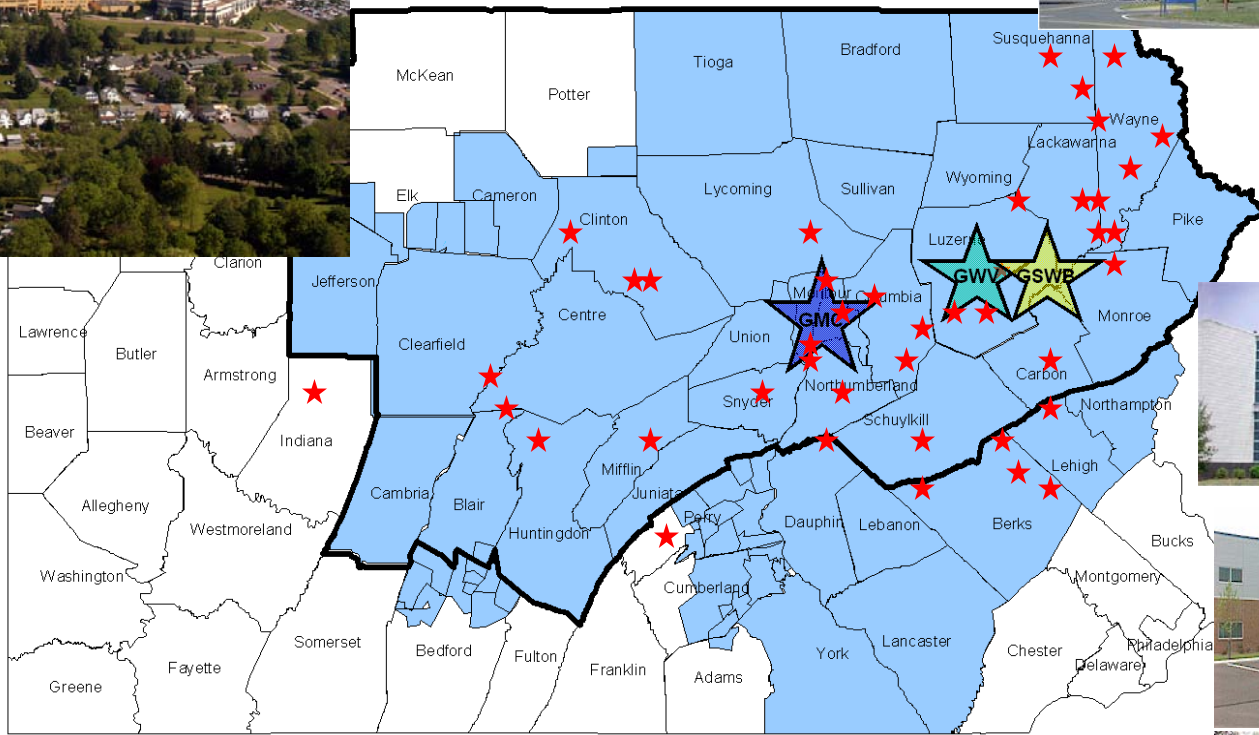 Susquehanna
Bradford
Tioga
McKean
Potter
Wayne
Lackawanna
Wyoming
Lycoming
Sullivan
Elk
Cameron
Clinton
Pike
Luzerne
Clarion
Jefferson
GWV
GSWB
Montour
Columbia
Centre
GMC
Monroe
Lawrence
Butler
Clearfield
Union
Armstrong
Carbon
Northumberland
Snyder
Northampton
Schuylkill
Beaver
Indiana
Mifflin
Lehigh
Cambria
Juniata
Allegheny
Blair
Perry
Dauphin
Lebanon
Berks
Westmoreland
Huntingdon
Bucks
Washington
Cumberland
Montgomery
Somerset
Bedford
Fulton
Lancaster
Philadelphia
York
Chester
Delaware
Fayette
Franklin
Adams
Greene